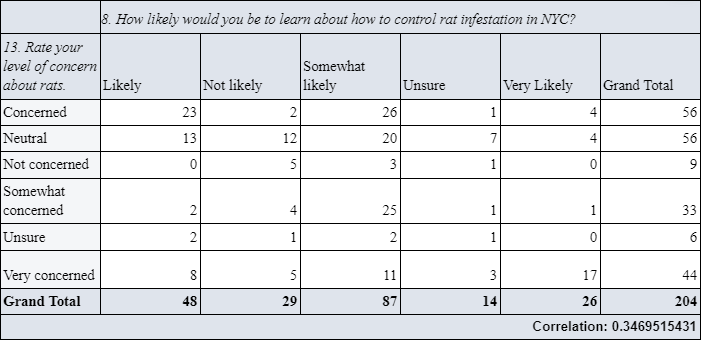 8. How likely would you be to learn about how to control rat infestation in NYC?
13. Rate your
level of concern
about rats. Likely Not likely Somewhat likely Unsure Very Likely Grand Total
Concerned 23 2 26 1 4 56
Neutral 13 12 20 7 4 56
Not concerned 0 5 3 1 0 9
Somewhat
concerned 2 4 25 1 1 33
Unsure 2 1 2 1 0 6
Very concerned 8 5 11 3 17 44
Grand Total 48 29 87 14 26 204
Correlation: 0.3469515431